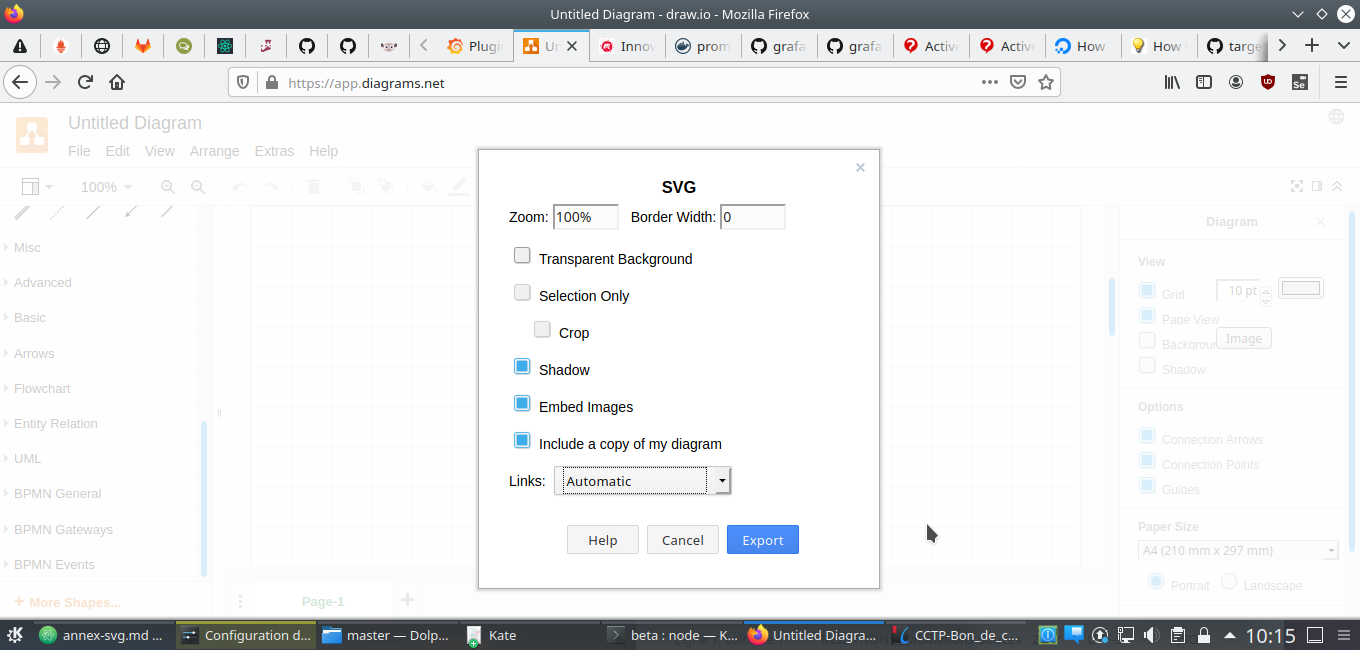 Untitled Diagram - draw.io - Mozilla Firefox
Plugi
Un
Innov
prom
grafa
grafa
Active
Active
How
How
targe
https://app.diagrams.net
Se
Untitled Diagram
File Edit View Arrange Extras Help
100%
SVG
Zoom: 100% Border Width: 0
Transparent Background
Selection Only
Crop
Shadow
Embed Images
Include a copy of my diagram
Links: Automatic
Help Cancel Export
Misc
Advanced
Basic
Arrows
Flowchart
Entity Relation
UML
BPMN General
BPMN Gateways
BPMN Events
+ More Shapes...
Page-1
Diagram
View
Grid 10 pt
Page View
Backgroun Image
Shadow
Options
Connection Arrows
Connection Points
Guides
Paper Size
A4 (210 mm x 297 mm)
Portrait Landscape
annex-svg.md ...
Configuration d...
master — Dolp...
Kate
beta : node — K...
Untitled Diagra...
CCTP-Bon_de_c...
10:15